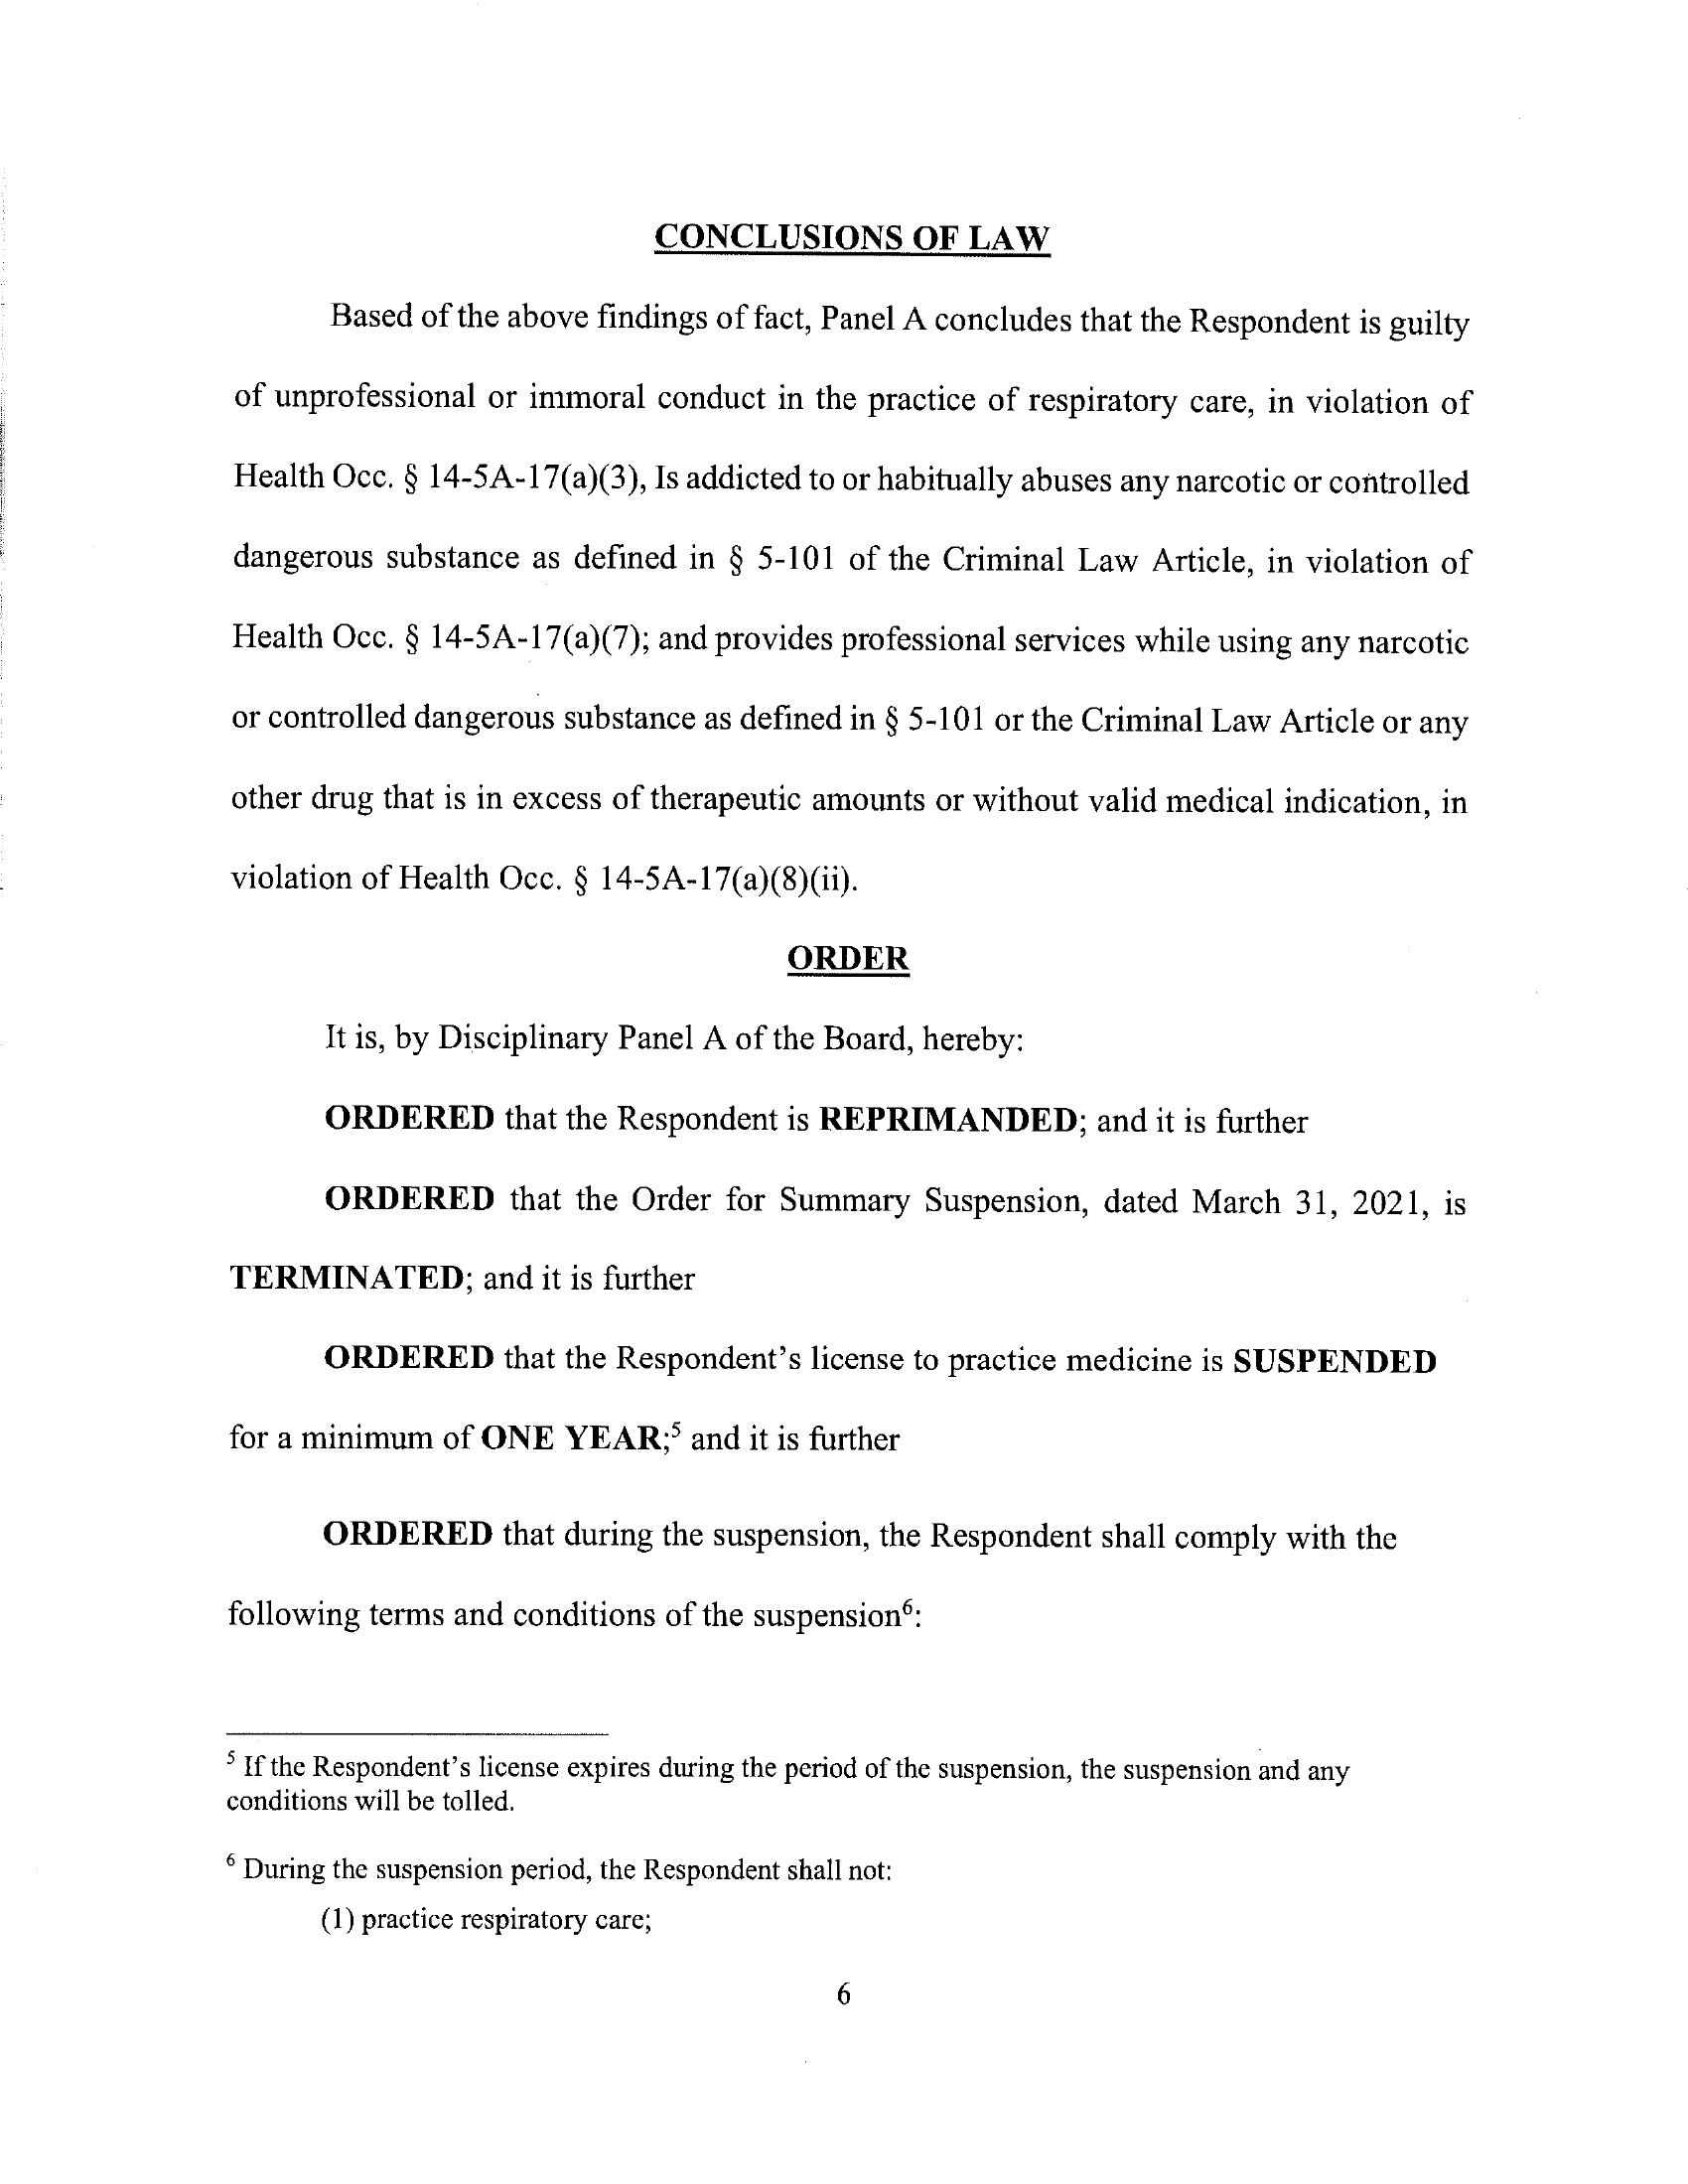 CONCLUSIONS OF LAW
Based of the above findings of fact, Panel A concludes that the Respondent is guilty
of unprofessional or immoral conduct in the practice of respiratory care, in violation of
Health Occ. § 14-5A-17(a)(3), Is addicted to or habitually abuses any narcotic or controlled
dangerous substance as defined in § 5-101 of the Criminal Law Article, in violation of
Health Occ. § 14-5A-17(a)(7); and provides professional services while using any narcotic
or controlled dangerous substance as defined in § 5-101 or the Criminal Law Article or any
other drug that is in excess of therapeutic amounts or without valid medical indication, in
violation of Health Occ. § 14-5A-17(a)(8)(ii).
ORDER
It is, by Disciplinary Panel A of the Board, hereby:
ORDERED that the Respondent is REPRIMANDED; and it is further
ORDERED that the Order for Summary Suspension, dated March 31, 2021, is
TERMINATED; and it is further
ORDERED that the Respondent's license to practice medicine is SUSPENDED
for a minimum of ONE YEAR;⁵ and it is further
ORDERED that during the suspension, the Respondent shall comply with the
following terms and conditions of the suspension⁶:
⁵ If the Respondent's license expires during the period of the suspension, the suspension and any
conditions will be tolled.
⁶ During the suspension period, the Respondent shall not:
(1) practice respiratory care;
6